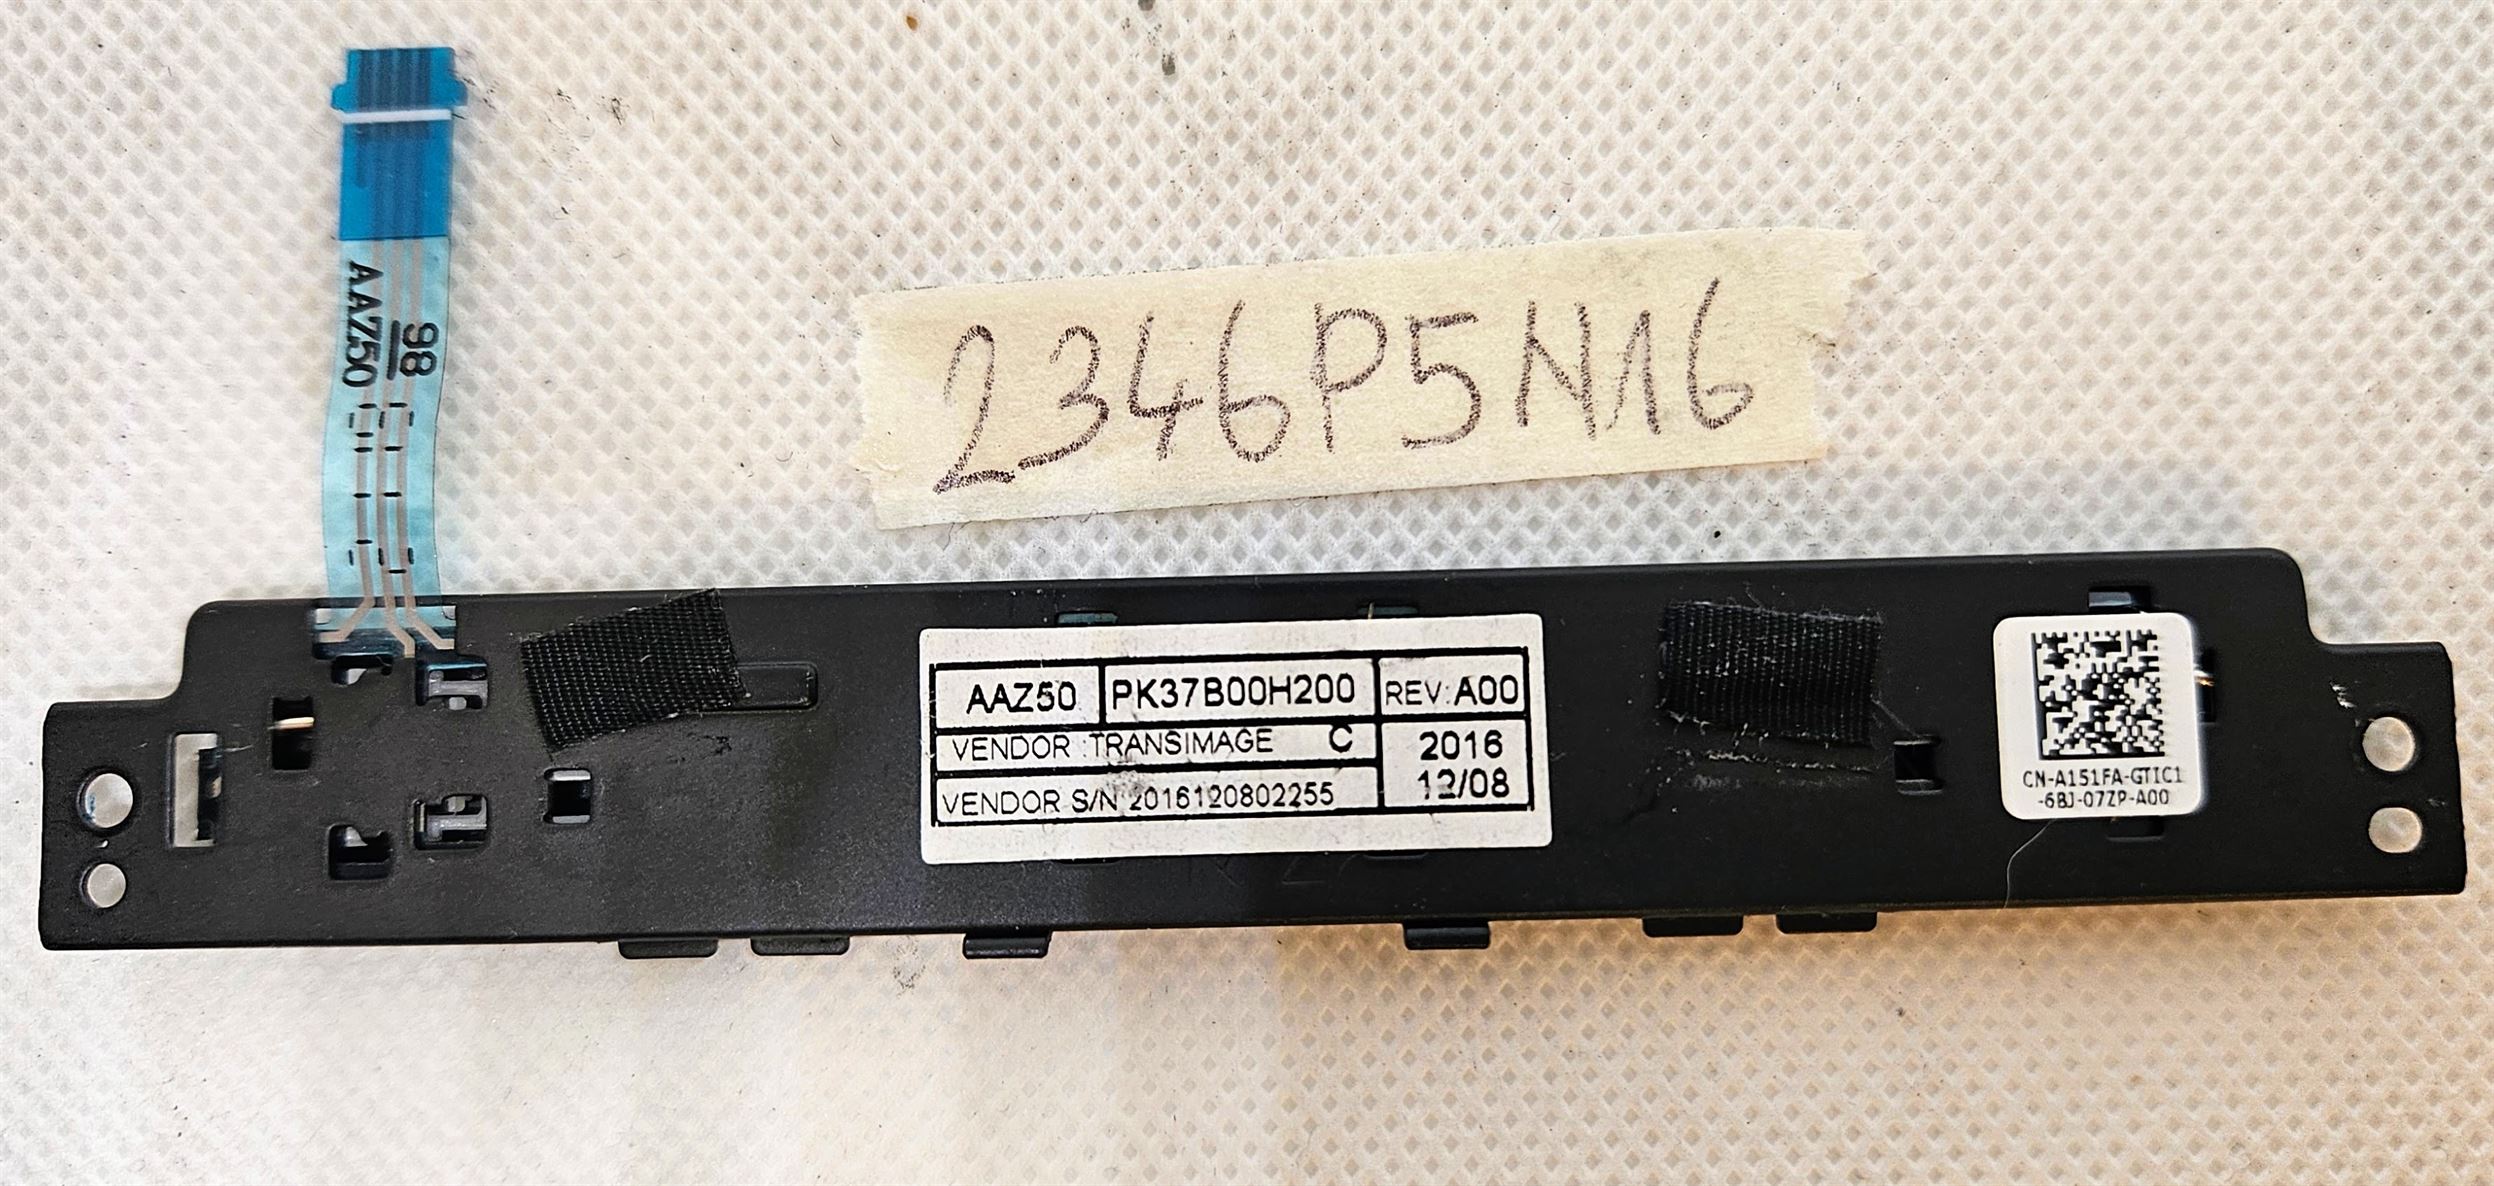 98
AAZ50
2346P5N16
AAZ50 PK37B00H200 REV:A00
VENDOR :TRANSIMAGE C
2016
12/08
VENDOR S/N 2016120802255
CN-A151FA-GTIC1
-6BJ-07ZP-A00